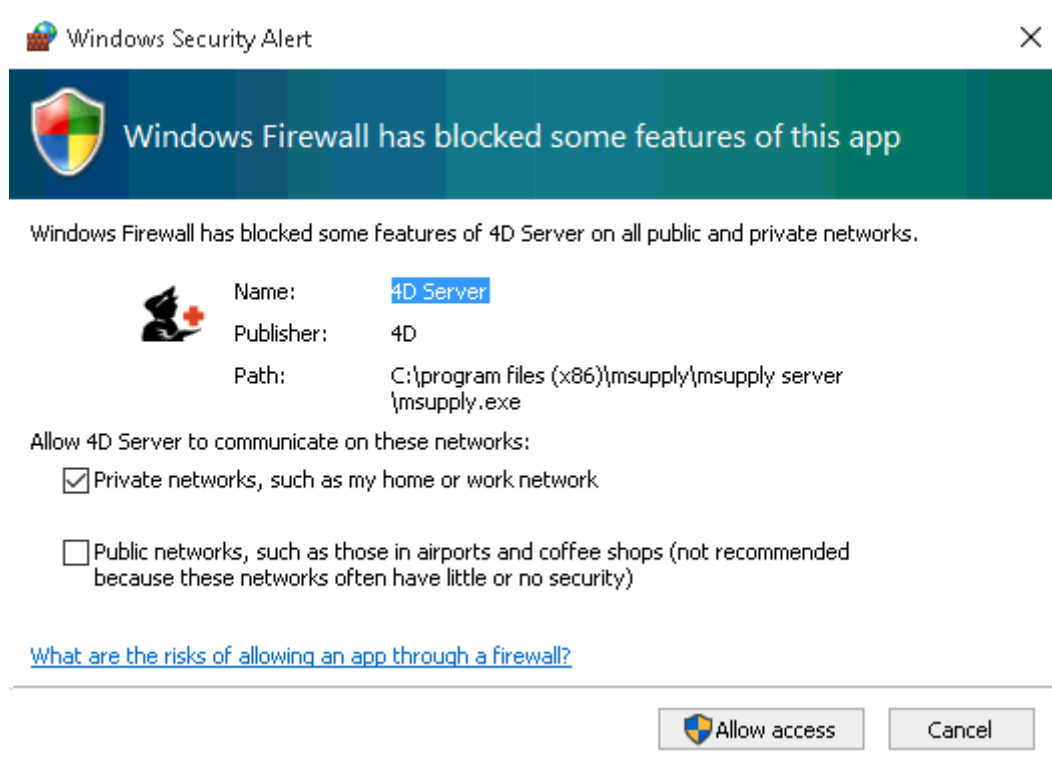 Windows Security Alert
Windows Firewall has blocked some features of this app
Windows Firewall has blocked some features of 4D Server on all public and private networks.
Name: 4D Server
Publisher: 4D
Path: C:\program files (x86)\msupply\msupply server
\msupply.exe
Allow 4D Server to communicate on these networks:
Private networks, such as my home or work network
Public networks, such as those in airports and coffee shops (not recommended
because these networks often have little or no security)
What are the risks of allowing an app through a firewall?
Allow access Cancel